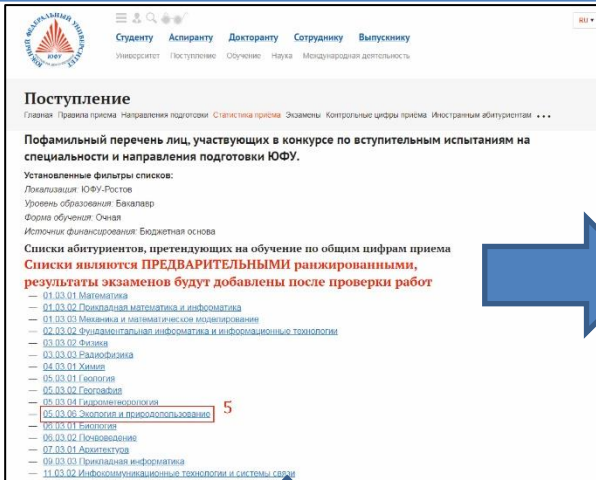 ЮЖНЫЙ ФЕДЕРАЛЬНЫЙ УНИВЕРСИТЕТ
ЮФУ
RU
Студенту Аспиранту Докторанту Сотруднику Выпускнику
Университет Поступление Обучение Наука Международная деятельность
Поступление
Главная Правила приема Направления подготовки Статистика приёма Экзамены Контрольные цифры приёма Иностранным абитуриентам
Пофамильный перечень лиц, участвующих в конкурсе по вступительным испытаниям на
специальности и направления подготовки ЮФУ.
Установленные фильтры списков:
Локализация: ЮФУ-Ростов
Уровень образования: Бакалавр
Форма обучения: Очная
Источник финансирования: Бюджетная основа
Списки абитуриентов, претендующих на обучение по общим цифрам приема
Списки являются ПРЕДВАРИТЕЛЬНЫМИ ранжированными,
результаты экзаменов будут добавлены после проверки работ
— 01.03.01 Математика
— 01.03.02 Прикладная математика и информатика
— 01.03.03 Механика и математическое моделирование
— 02.03.02 Фундаментальная информатика и информационные технологии
— 03.03.02 Физика
— 03.03.03 Радиофизика
— 04.03.01 Химия
— 05.03.01 Геология
— 05.03.02 География
— 05.03.04 Гидрометеорология
— 05.03.06 Экология и природопользование 5
— 06.03.01 Биология
— 06.03.02 Почвоведение
— 07.03.01 Архитектура
— 09.03.03 Прикладная информатика
— 11.03.02 Инфокоммуникационные технологии и системы связи